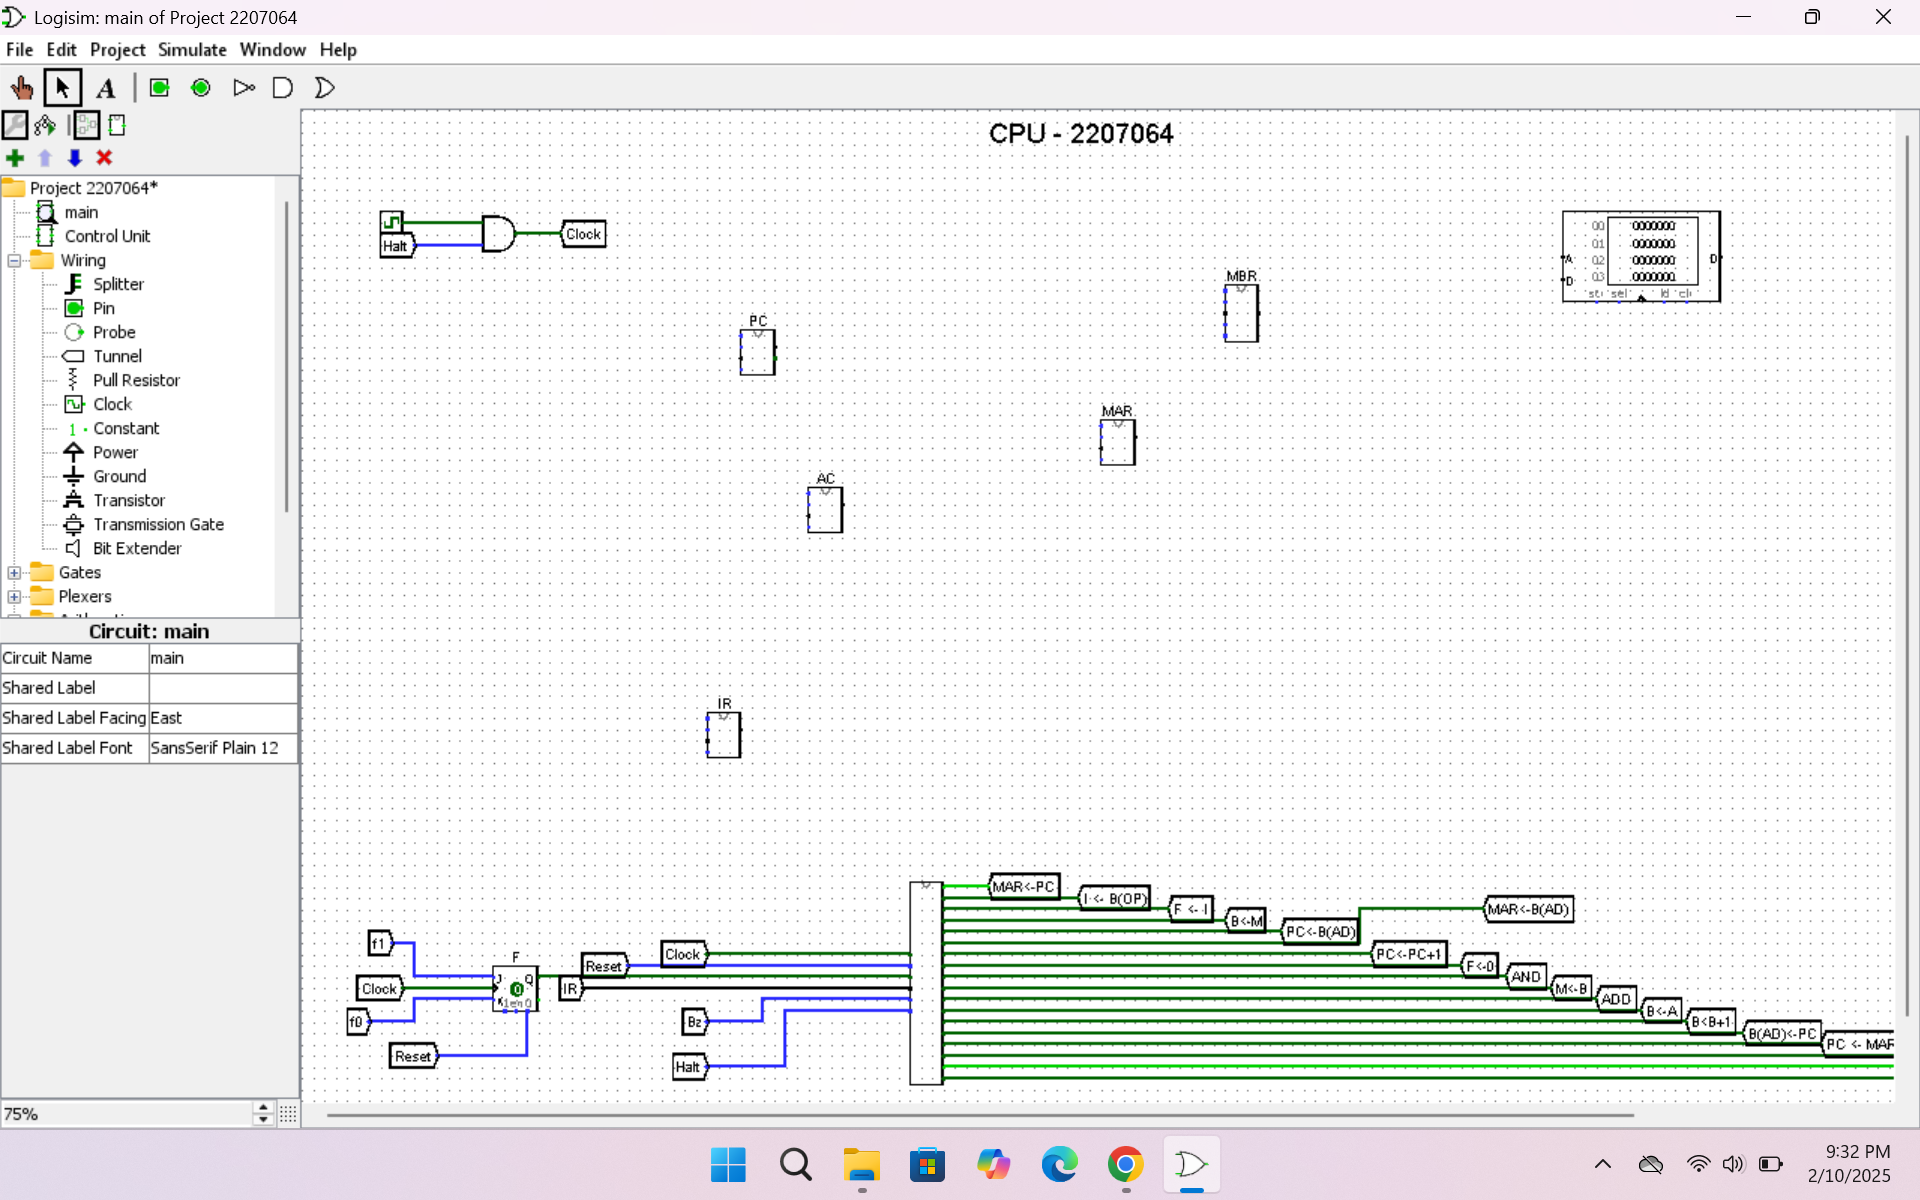 Logisim: main of Project 2207064
File Edit Project Simulate Window Help
A
Project 2207064*
main
Control Unit
Wiring
Splitter
Pin
Probe
Tunnel
Pull Resistor
Clock
1 Constant
Power
Ground
Transistor
Transmission Gate
Bit Extender
Gates
Plexers
Circuit: main
Circuit Name main
Shared Label
Shared Label Facing East
Shared Label Font SansSerif Plain 12
75%
CPU - 2207064
Halt
Clock
PC
MBR
MAR
AC
IR
00 0000000
01 0000000
02 0000000
03 0000000
A
D
D
sel
ld
f1
Clock
f0
Reset
F
J
Q
K
0
en
Reset
IR
Clock
Bz
Halt
MAR<-PC
I <- B(OP)
F <- I
B<-M
PC<-B(AD)
MAR<-B(AD)
PC<-PC+1
F<-0
AND
M<-B
ADD
B<-A
B<B+1
B(AD)<-PC
PC <- MAR
9:32 PM
2/10/2025